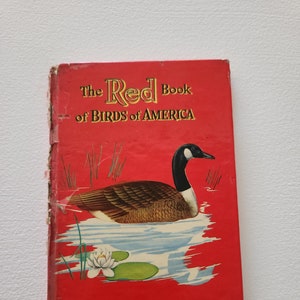 The Red Book
of BIRDS of AMERICA